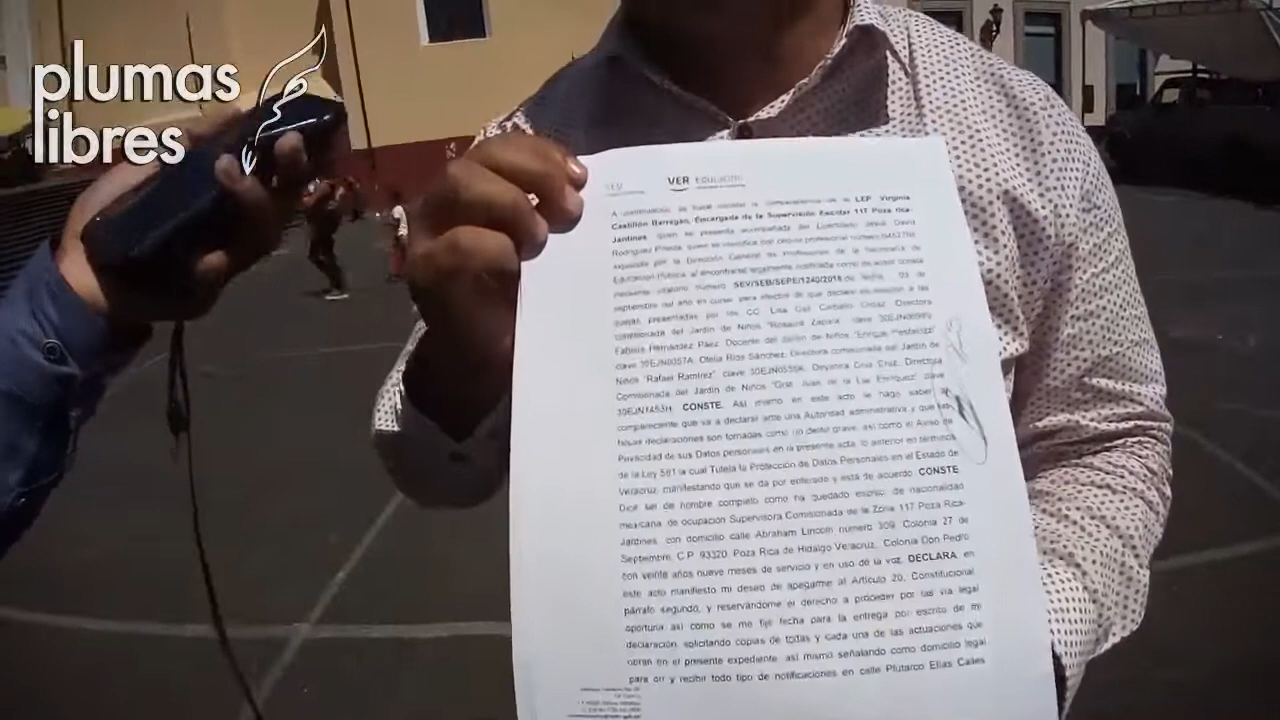 plumas
libres
SEV
VER Educación
A continuación, se hace constar la comparecencia de la LEP. Virginia
Castillón Barragán, Encargada de la Supervisión Escolar 117 Poza rica-
Jardines, quien se presenta acompañada del Licenciado Jesús David
Rodríguez Pineda, quien se identifica con cédula profesional número
expedida por la Dirección General de Profesiones de la Secretaría de
Educación Pública, al encontrarse legalmente notificada como de autos consta
mediante citatorio número SEV/SEB/SEPE/1240/2018 de fecha 03 de
septiembre del año en curso para efectos de que declare en relación a las
quejas presentadas por los CC. Directora
comisionada del Jardín de Niños "Rosaura Zapata" clave
Fabiola Hernández Páez, Docente del Jardín de Niños "Enrique Pestalozzi"
clave 30EJN0057A, Otelia Ríos Sánchez, Directora comisionada del Jardín de
Niños "Rafael Ramírez" clave Deyanira Cruz Cruz, Directora
Comisionada del Jardín de Niños "Gral. Juan de la Luz Enríquez" clave
30EJN1453H. CONSTE. Así mismo en este acto le hago saber al
compareciente que va a declarar ante una Autoridad administrativa y que las
falsas declaraciones son tomadas como un delito grave, así como el Aviso de
Privacidad de sus Datos personales en la presente acta, lo anterior en términos
de la Ley 581 la cual Tutela la Protección de Datos Personales en el Estado de
Veracruz, manifestando que se da por enterado y está de acuerdo. CONSTE
Dice ser de nombre completo como ha quedado escrito, de nacionalidad
mexicana de ocupación Supervisora Comisionada de la Zona 117 Poza Rica-
Jardines, con domicilio calle Abraham Lincoln número 309, Colonia 27 de
Septiembre, C.P. 93320, Poza Rica de Hidalgo Veracruz, Colonia Don Pedro
con veinte años nueve meses de servicio y en uso de la voz, DECLARA, en
este acto manifiesto mi deseo de apegarme al Artículo 20, Constitucional
párrafo segundo, y reservándome el derecho a proceder por las vía legal
oportuna así como se me fije fecha para la entrega por escrito de mi
declaración, solicitando copias de todas y cada una de las actuaciones que
obran en el presente expediente, así mismo señalando como domicilio legal
para oír y recibir todo tipo de notificaciones en calle Plutarco Elías Calles